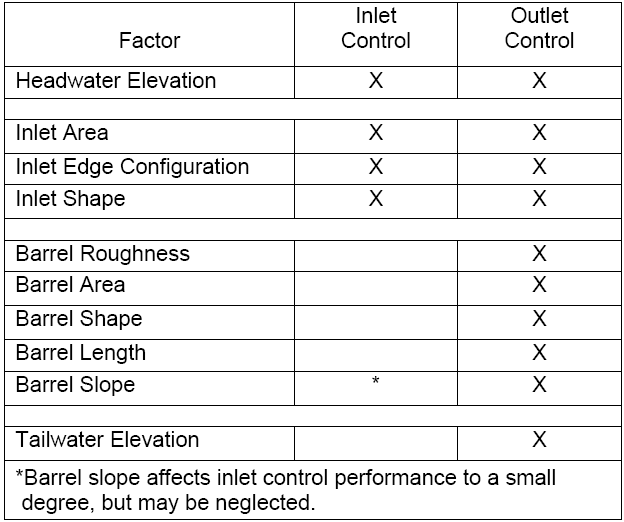 Factor Inlet Control Outlet Control
Headwater Elevation X X
Inlet Area X X
Inlet Edge Configuration X X
Inlet Shape X X
Barrel Roughness X
Barrel Area X
Barrel Shape X
Barrel Length X
Barrel Slope * X
Tailwater Elevation X
*Barrel slope affects inlet control performance to a small
degree, but may be neglected.